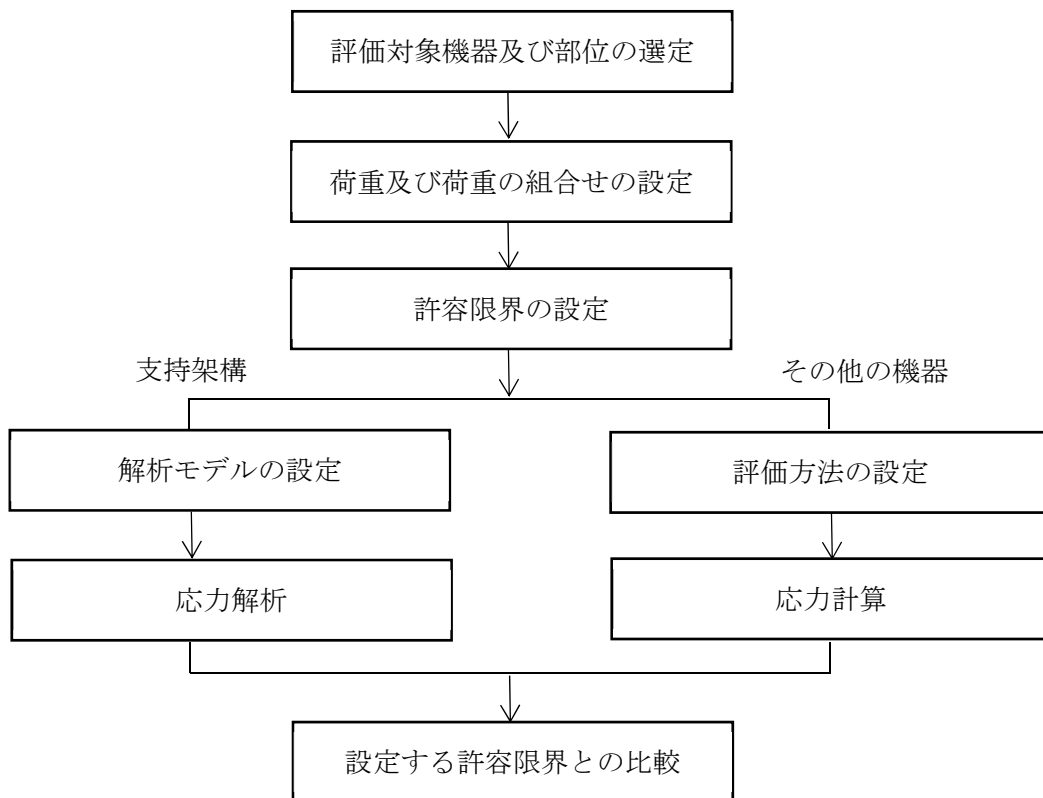 評価対象機器及び部位の選定
荷重及び荷重の組合せの設定
許容限界の設定
支持架構
その他の機器
解析モデルの設定
評価方法の設定
応力解析
応力計算
設定する許容限界との比較